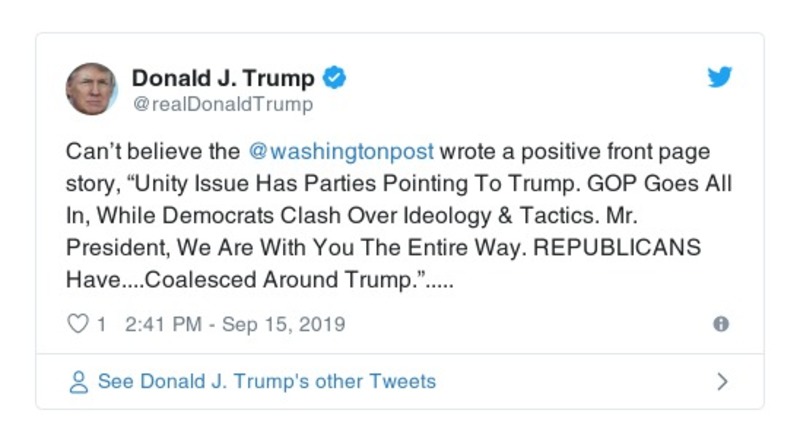 Donald J. Trump
@realDonaldTrump
Can’t believe the @washingtonpost wrote a positive front page
story, “Unity Issue Has Parties Pointing To Trump. GOP Goes All
In, While Democrats Clash Over Ideology & Tactics. Mr.
President, We Are With You The Entire Way. REPUBLICANS
Have....Coalesced Around Trump.”.....
1 2:41 PM - Sep 15, 2019
See Donald J. Trump's other Tweets